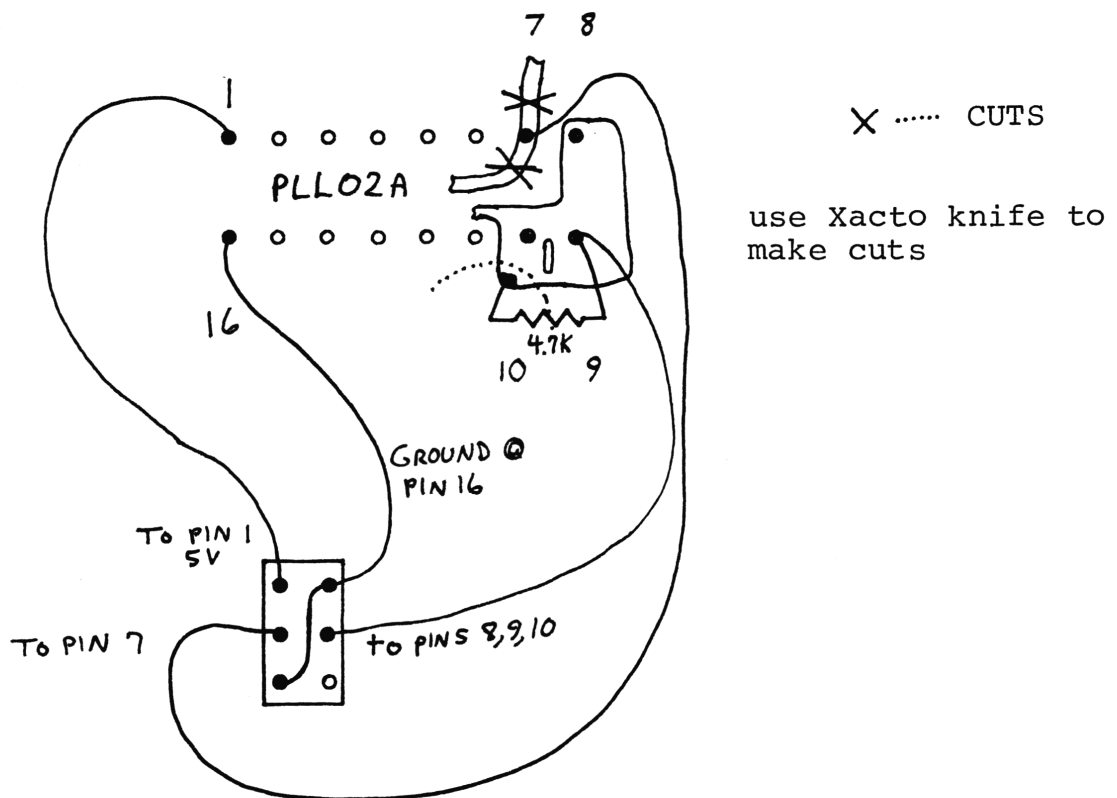 7 8
1
X ...... CUTS
PLL02A
use Xacto knife to
make cuts
16
4.7K
10 9
GROUND @
PIN 16
TO PIN 1
5V
TO PIN 7
to PINS 8,9,10